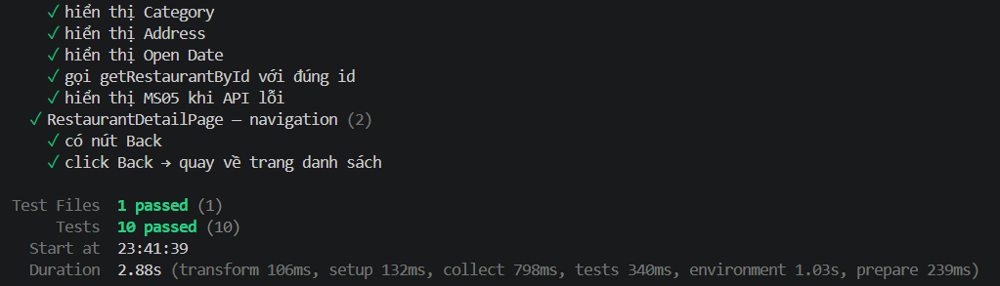 ✓ hiển thị Category
✓ hiển thị Address
✓ hiển thị Open Date
✓ gọi getRestaurantById với đúng id
✓ hiển thị MS05 khi API lỗi
✓ RestaurantDetailPage — navigation (2)
✓ có nút Back
✓ click Back → quay về trang danh sách
Test Files 1 passed (1)
Tests 10 passed (10)
Start at 23:41:39
Duration 2.88s (transform 106ms, setup 132ms, collect 798ms, tests 340ms, environment 1.03s, prepare 239ms)